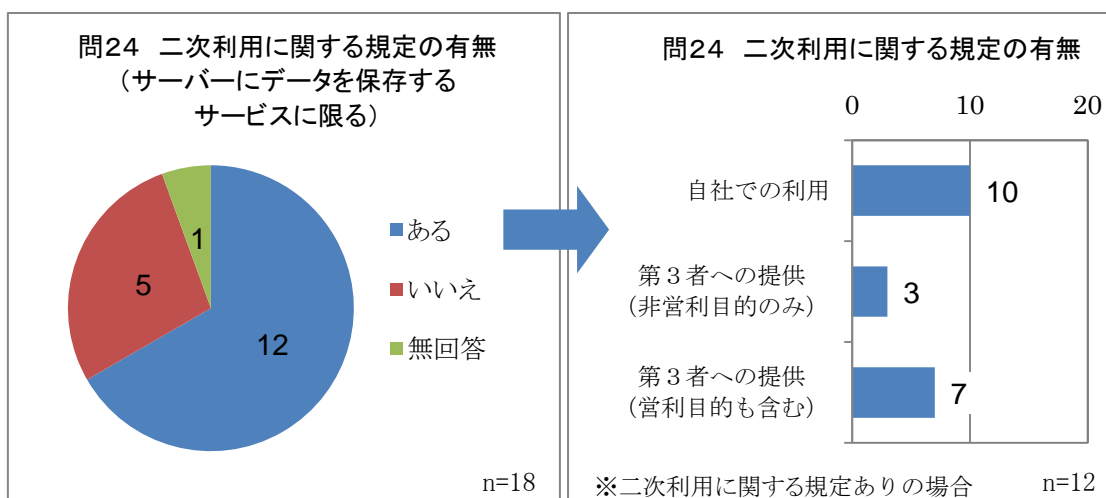 問24 二次利用に関する規定の有無
（サーバーにデータを保存する
サービスに限る）
12
5
1
ある
いいえ
無回答
n=18
問24 二次利用に関する規定の有無
0 10 20
自社での利用
10
第３者への提供
（非営利目的のみ）
3
第３者への提供
（営利目的も含む）
7
※二次利用に関する規定ありの場合 n=12